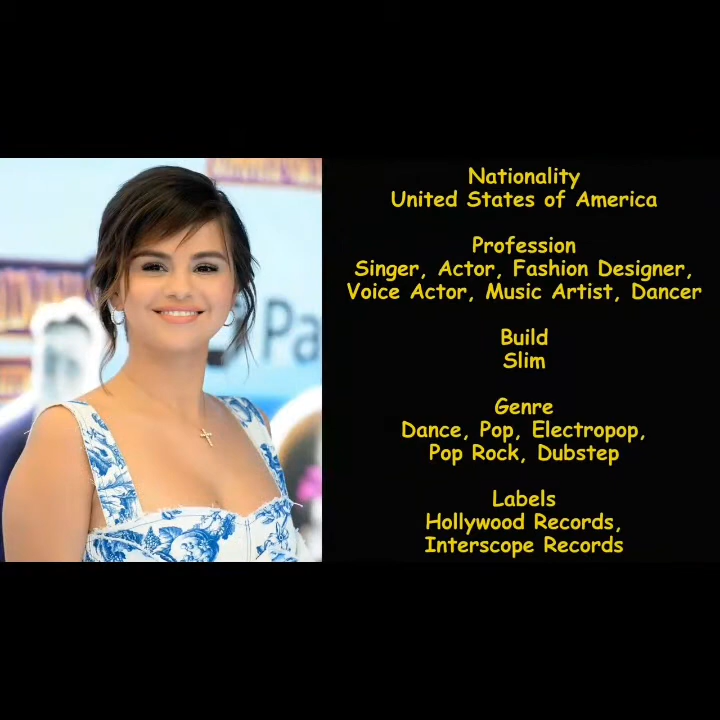 Nationality
United States of America
Profession
Singer, Actor, Fashion Designer,
Voice Actor, Music Artist, Dancer
Build
Slim
Genre
Dance, Pop, Electropop,
Pop Rock, Dubstep
Labels
Hollywood Records,
Interscope Records
Pa